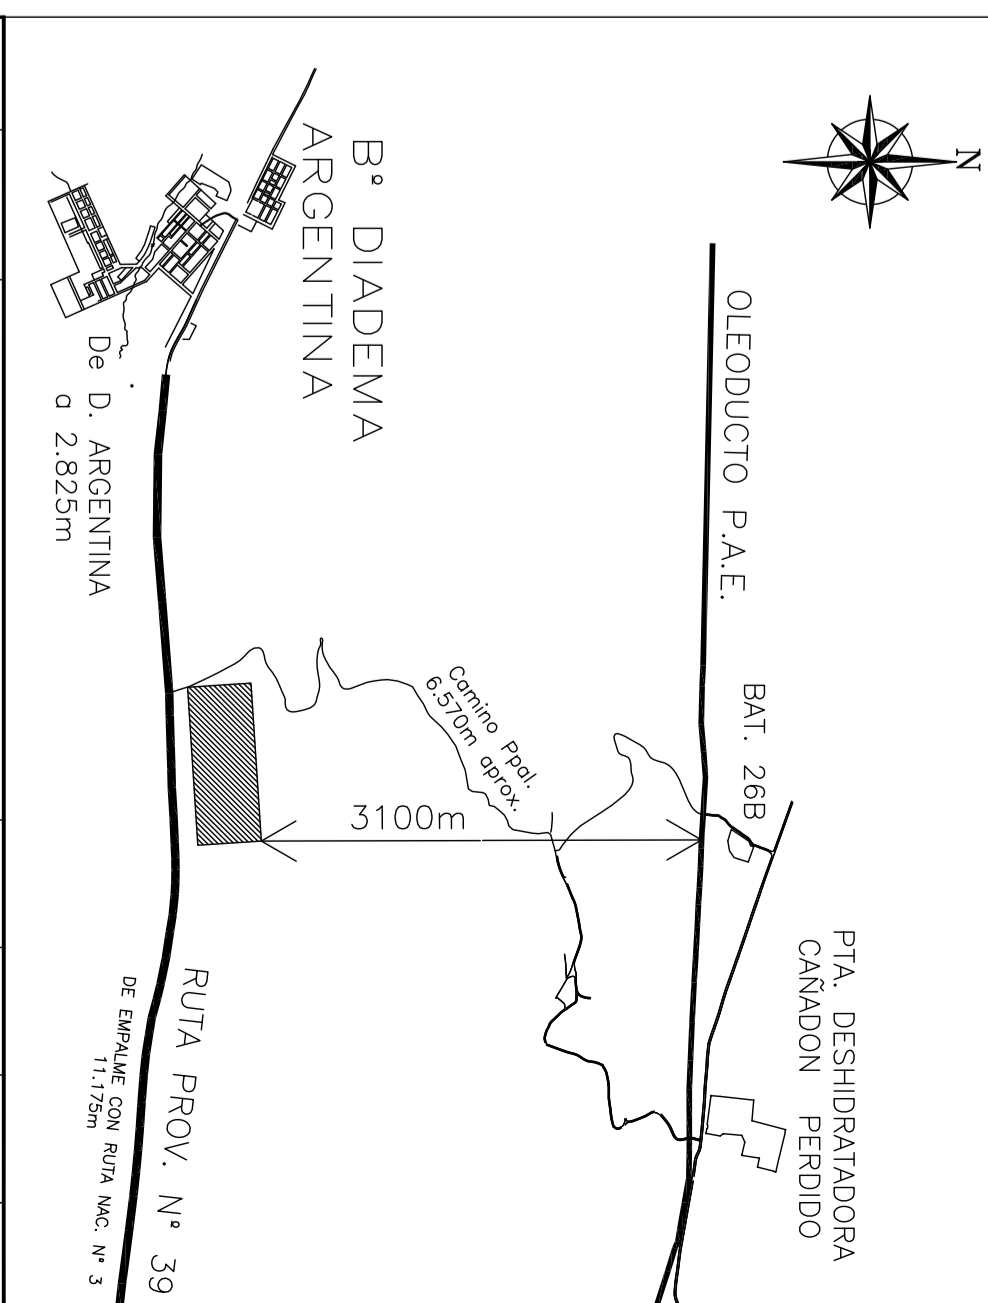 N
OLEODUCTO P.A.E.
BAT. 26B
PTA. DESHIDRATADORA
CAÑADON PERDIDO
Bº DIADEMA
ARGENTINA
Camino Ppal.
6.570m aprox.
3100m
De D. ARGENTINA
a 2.825m
RUTA PROV. Nº 39
DE EMPALME CON RUTA NAC. Nº 3
11.175m